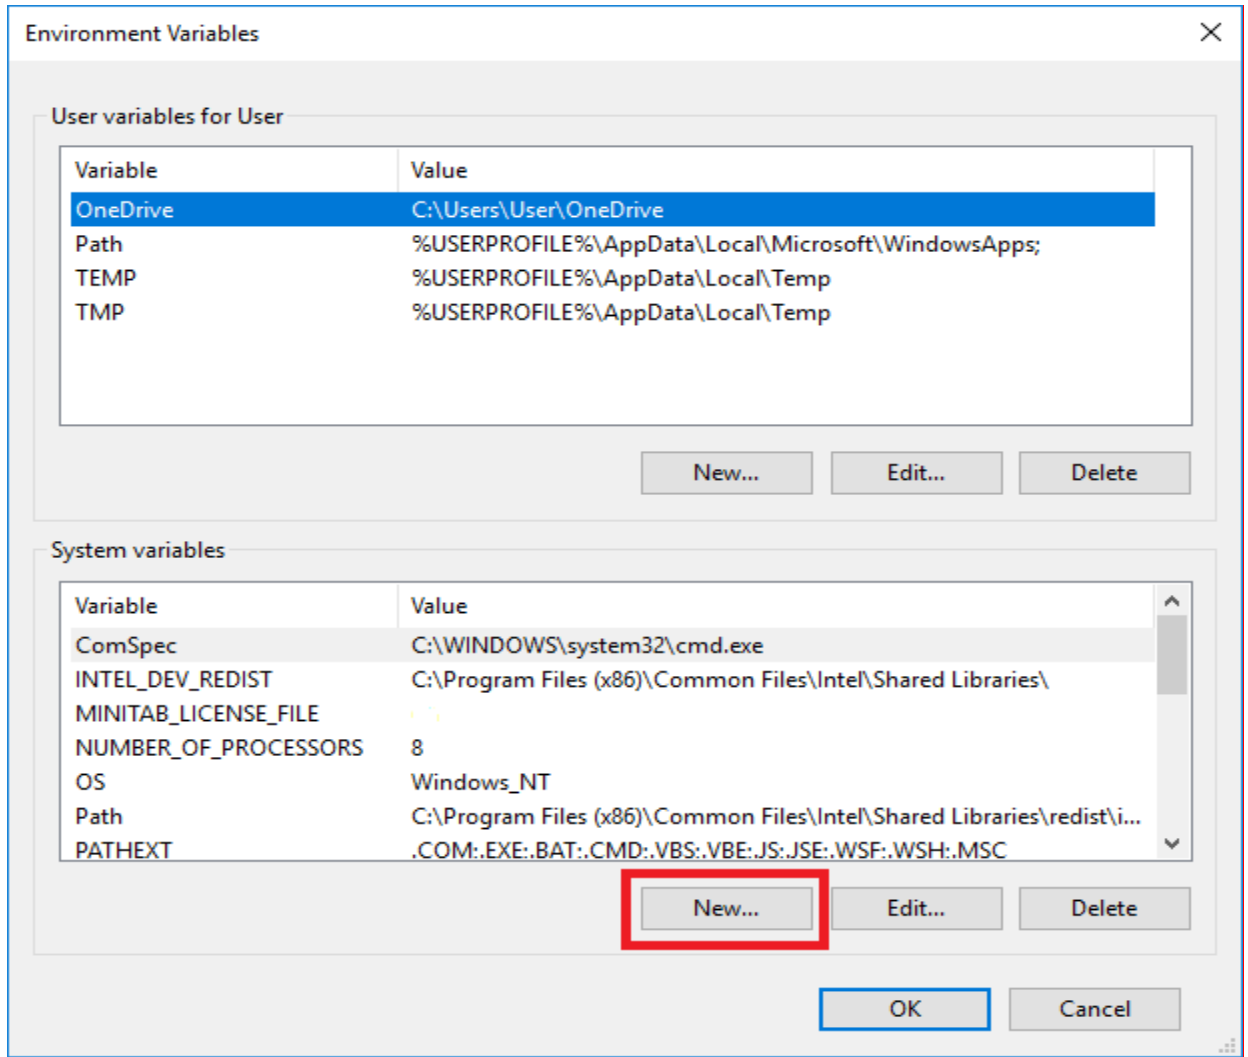 Environment Variables
User variables for User
Variable Value
OneDrive C:\Users\User\OneDrive
Path %USERPROFILE%\AppData\Local\Microsoft\WindowsApps;
TEMP %USERPROFILE%\AppData\Local\Temp
TMP %USERPROFILE%\AppData\Local\Temp
New... Edit... Delete
System variables
Variable Value
ComSpec C:\WINDOWS\system32\cmd.exe
INTEL_DEV_REDIST C:\Program Files (x86)\Common Files\Intel\Shared Libraries\
MINITAB_LICENSE_FILE
NUMBER_OF_PROCESSORS 8
OS Windows_NT
Path C:\Program Files (x86)\Common Files\Intel\Shared Libraries\redist\i...
PATHEXT .COM;.EXE;.BAT;.CMD;.VBS;.VBE;.JS;.JSE;.WSF;.WSH;.MSC
New... Edit... Delete
OK Cancel